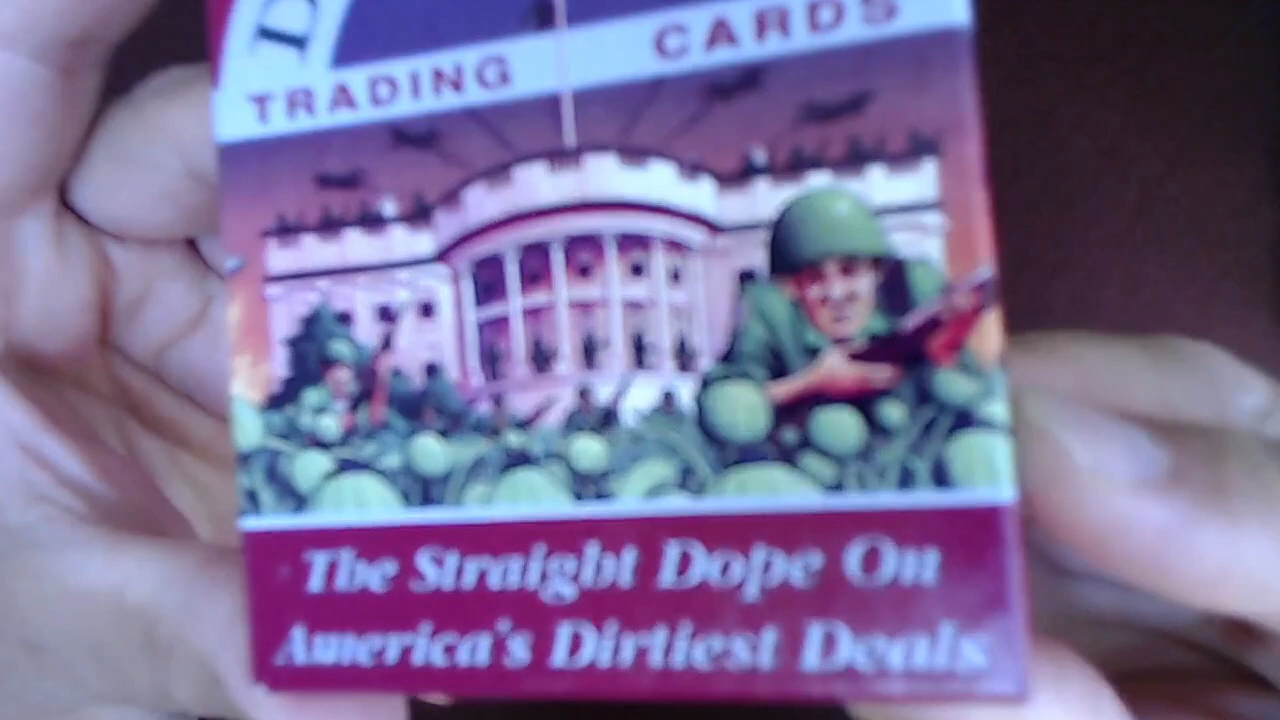 D
TRADING CARDS
The Straight Dope On
America's Dirtiest Deals